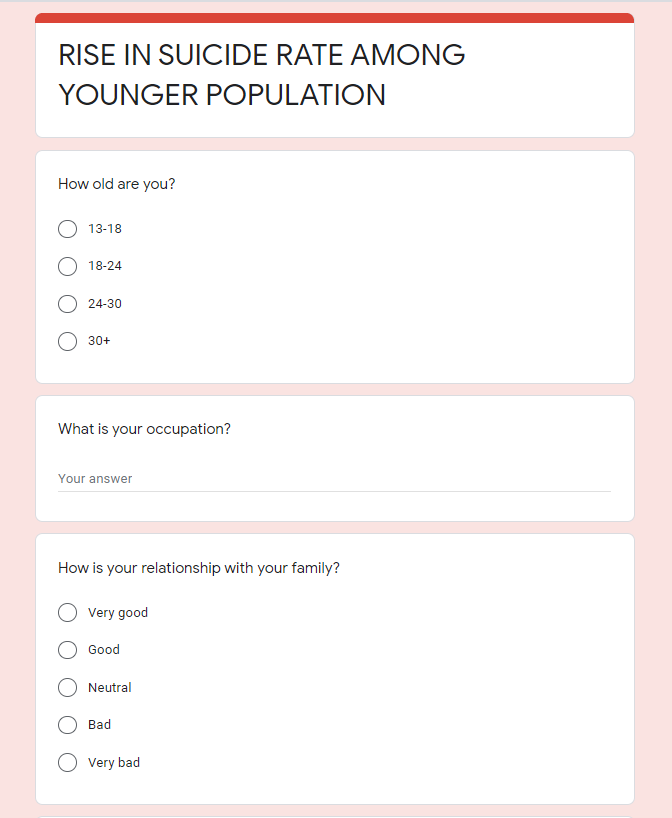 RISE IN SUICIDE RATE AMONG
YOUNGER POPULATION
How old are you?
13-18
18-24
24-30
30+
What is your occupation?
Your answer
How is your relationship with your family?
Very good
Good
Neutral
Bad
Very bad